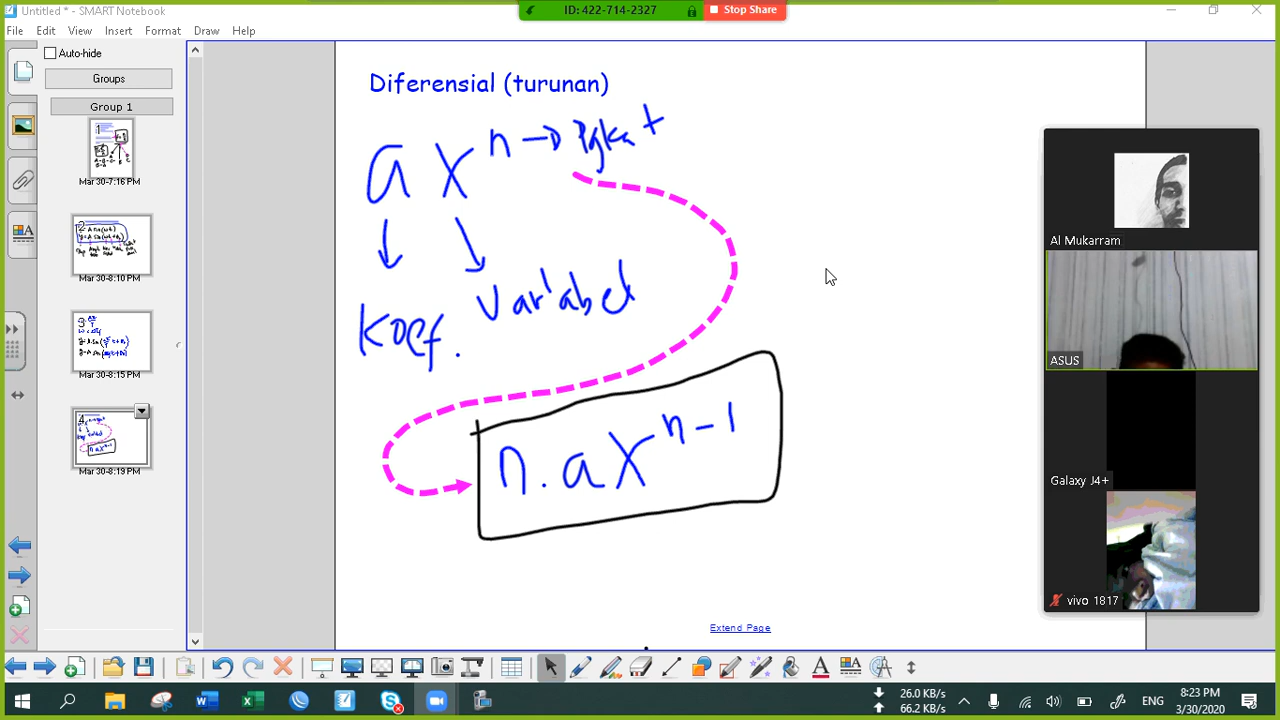 Untitled * - SMART Notebook
ID: 422-714-2327
Stop Share
File Edit View Insert Format Draw Help
Auto-hide
Groups
Group 1
Mar 30-7:16 PM
Mar 30-8:10 PM
Mar 30-8:15 PM
Mar 30-8:19 PM
Diferensial (turunan)
a x^n → pgkat
Koef. Variabel
n . a x^n-1
Extend Page
Al Mukarram
ASUS
Galaxy J4+
vivo 1817
26.0 KB/s
66.2 KB/s
ENG
8:23 PM
3/30/2020